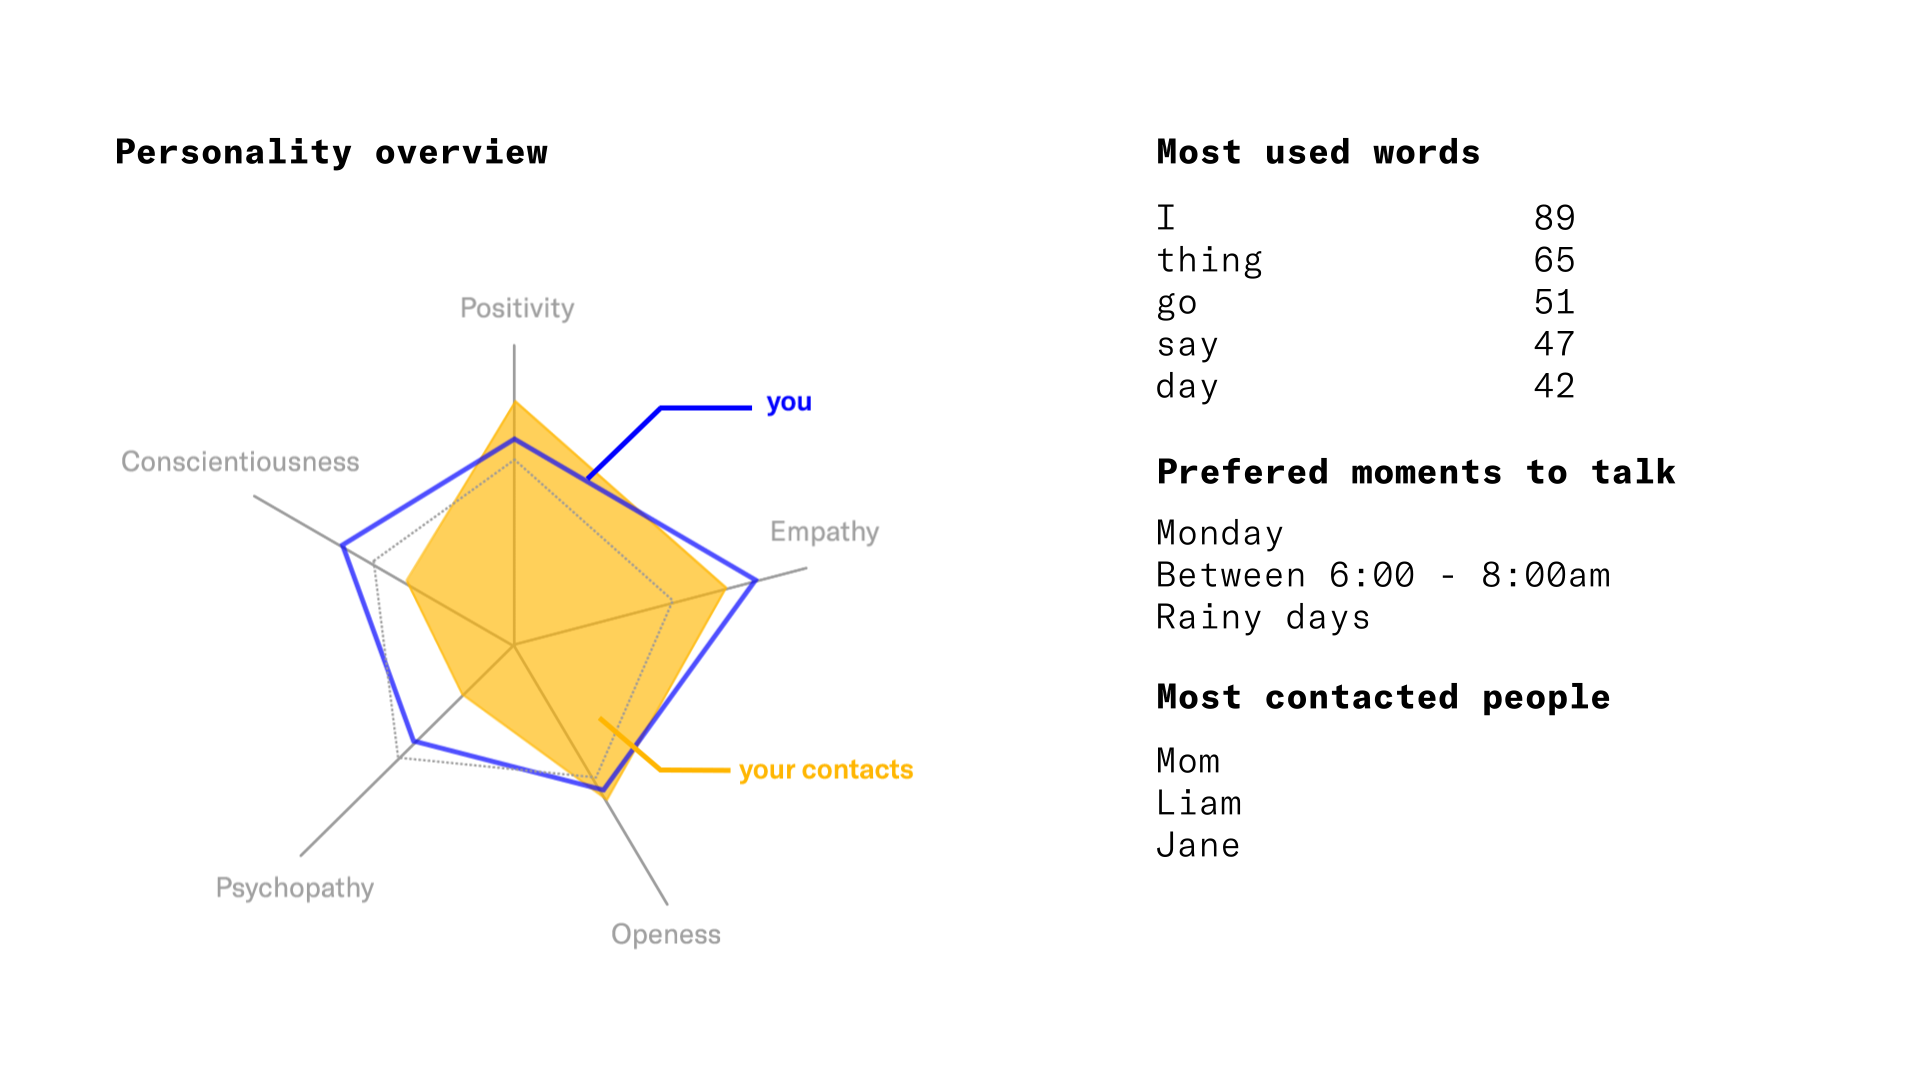 Personality overview
Positivity
you
Conscientiousness
Empathy
your contacts
Psychopathy
Openess
Most used words
I 89
thing 65
go 51
say 47
day 42
Prefered moments to talk
Monday
Between 6:00 - 8:00am
Rainy days
Most contacted people
Mom
Liam
Jane